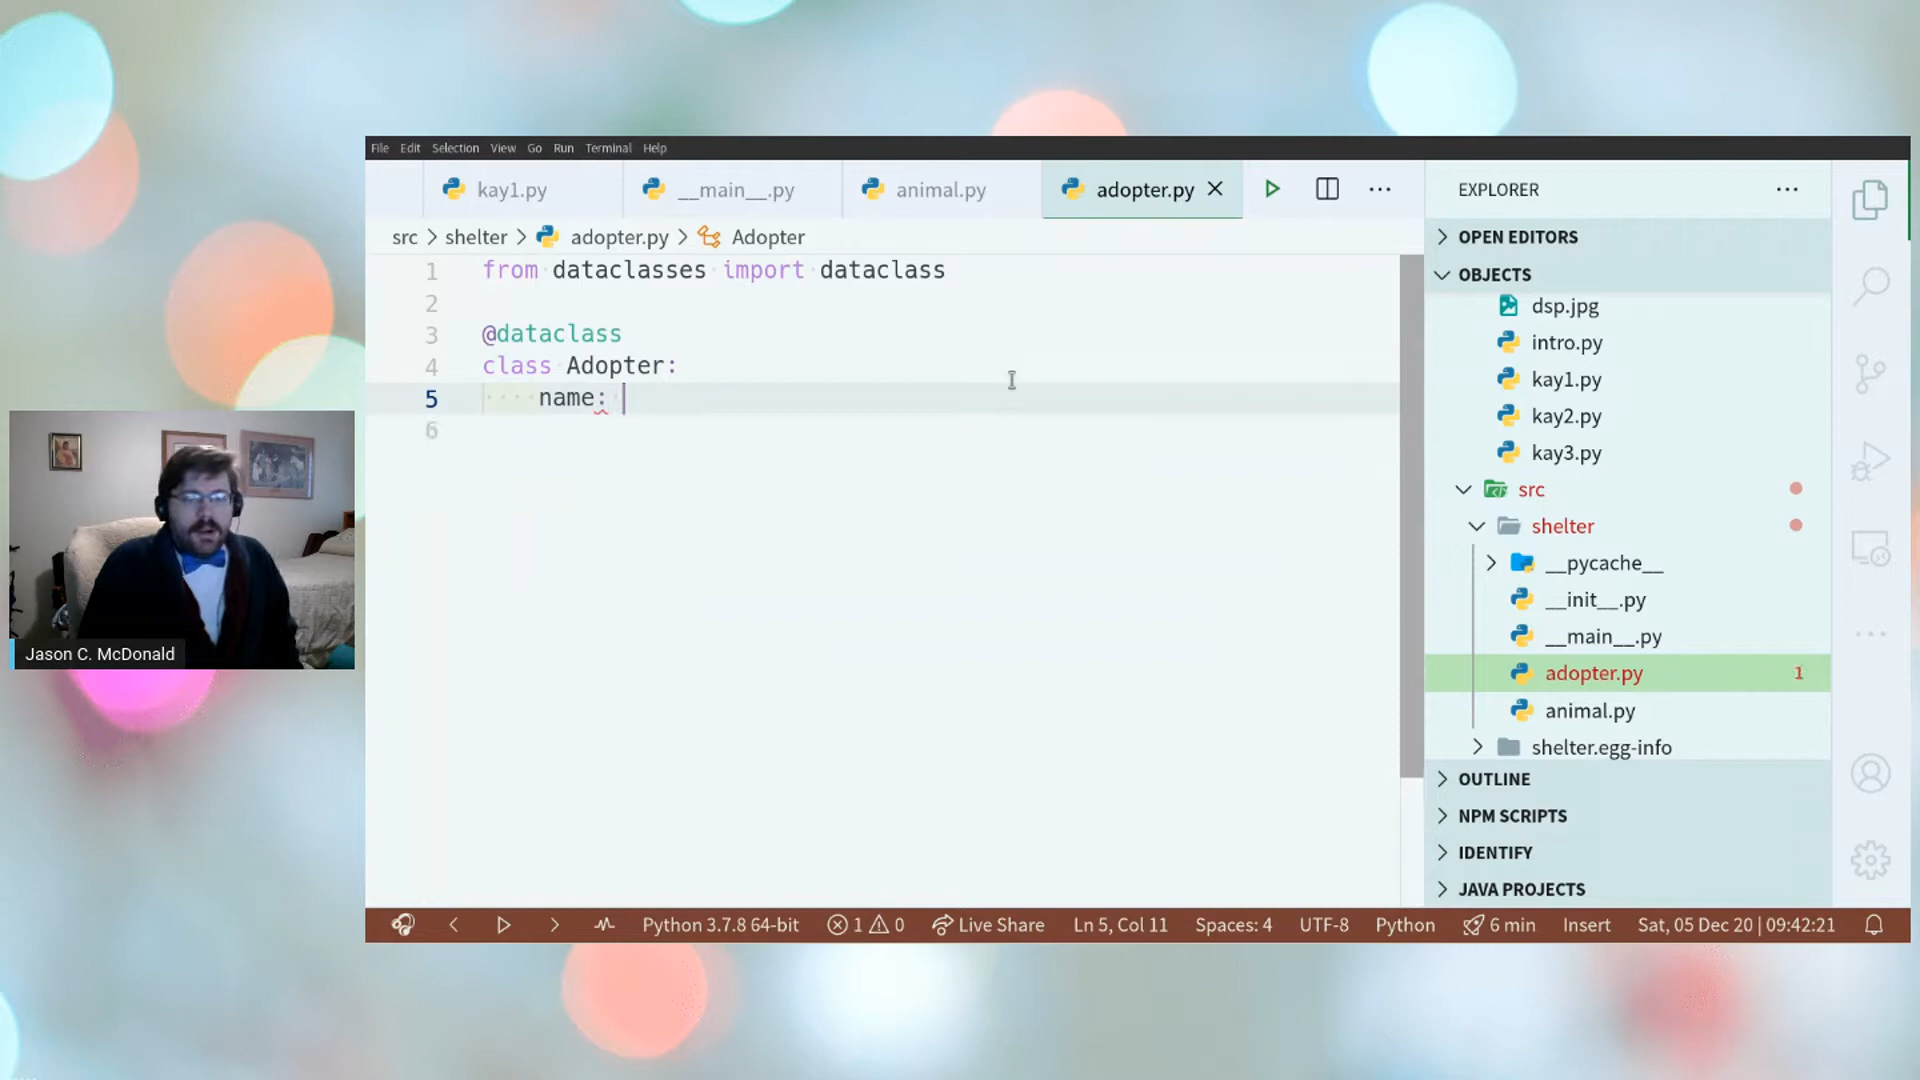 File Edit Selection View Go Run Terminal Help
kay1.py __main__.py animal.py adopter.py
src > shelter > adopter.py > Adopter
1 from dataclasses import dataclass
2
3 @dataclass
4 class Adopter:
5 name:
6
EXPLORER
OPEN EDITORS
OBJECTS
dsp.jpg
intro.py
kay1.py
kay2.py
kay3.py
src
shelter
__pycache__
__init__.py
__main__.py
adopter.py 1
animal.py
shelter.egg-info
OUTLINE
NPM SCRIPTS
IDENTIFY
JAVA PROJECTS
Jason C. McDonald
Python 3.7.8 64-bit 1 0 Live Share Ln 5, Col 11 Spaces: 4 UTF-8 Python 6 min Insert Sat, 05 Dec 20 | 09:42:21